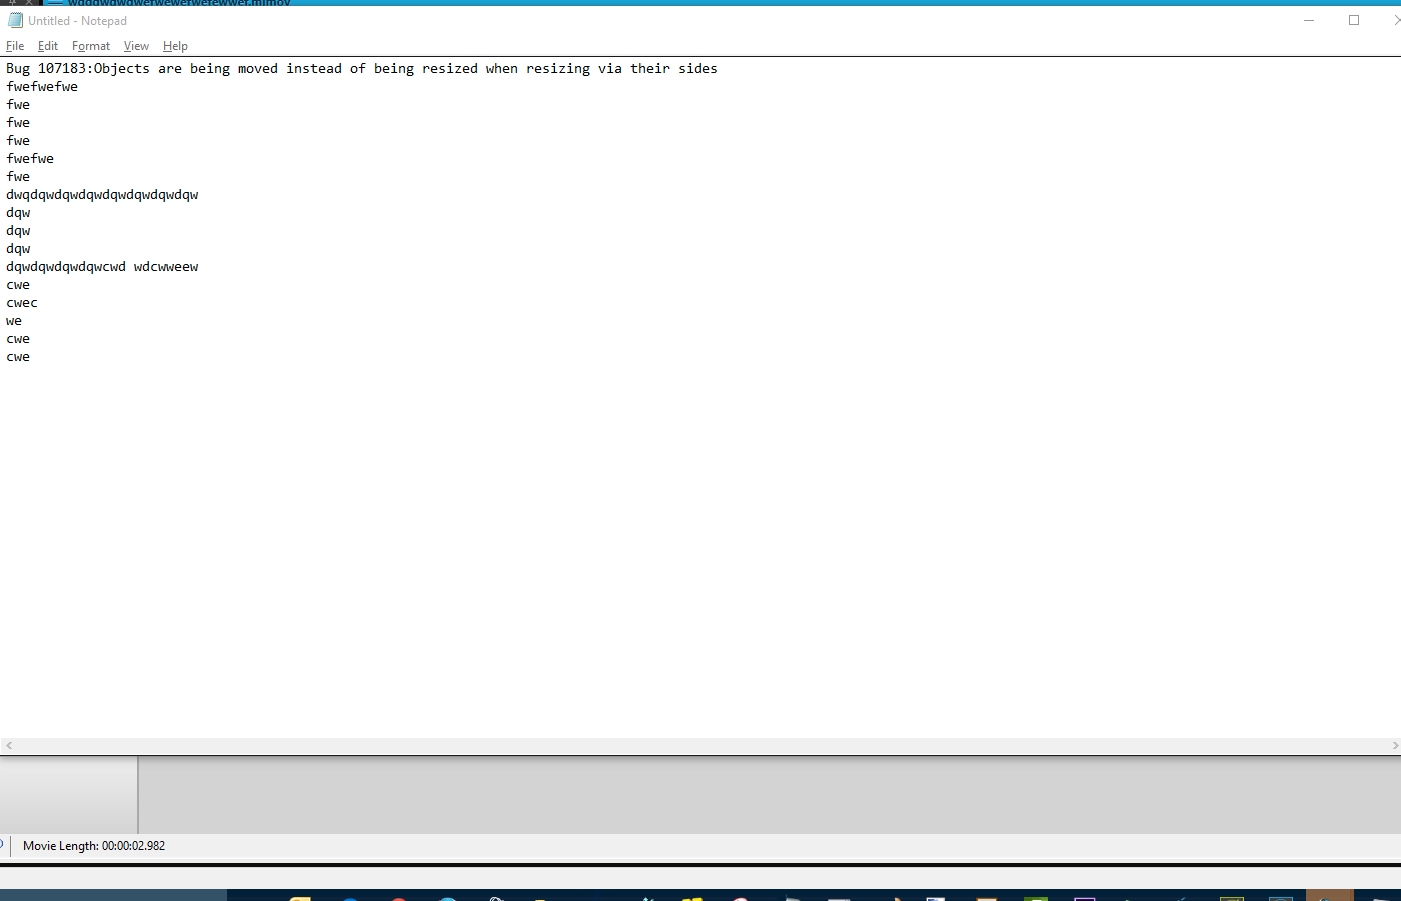 Untitled - Notepad
File Edit Format View Help
Bug 107183:Objects are being moved instead of being resized when resizing via their sides
fwefwefwe
fwe
fwe
fwe
fwefwe
fwe
dwqdqwdqwdqwdqwdqwdqwdqw
dqw
dqw
dqw
dqwdqwdqwdqwcwd wdcwweew
cwe
cwec
we
cwe
cwe
Movie Length: 00:00:02.982